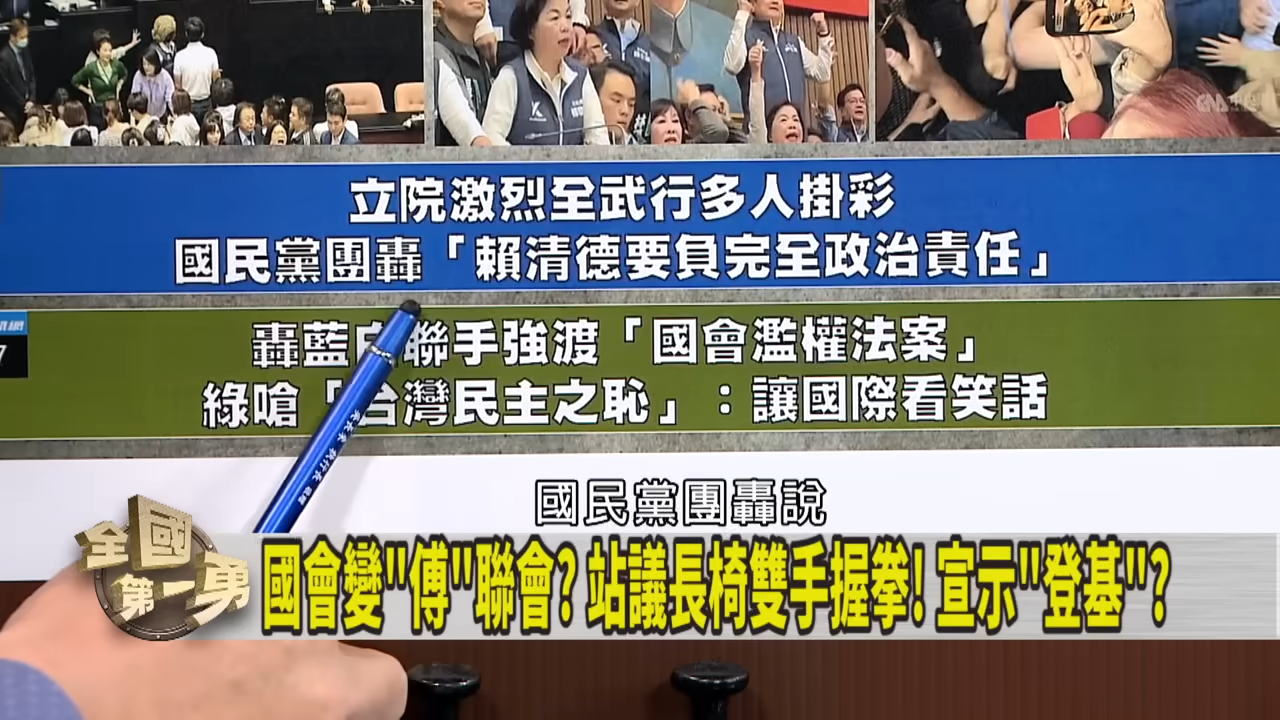 CNA
立院激烈全武行多人掛彩
國民黨團轟「賴清德要負完全政治責任」
轟藍白聯手強渡「國會濫權法案」
綠嗆「台灣民主之恥」：讓國際看笑話
國民黨團轟說
全國第一勇
國會變"傅"聯會? 站議長椅雙手握拳! 宣示"登基"?